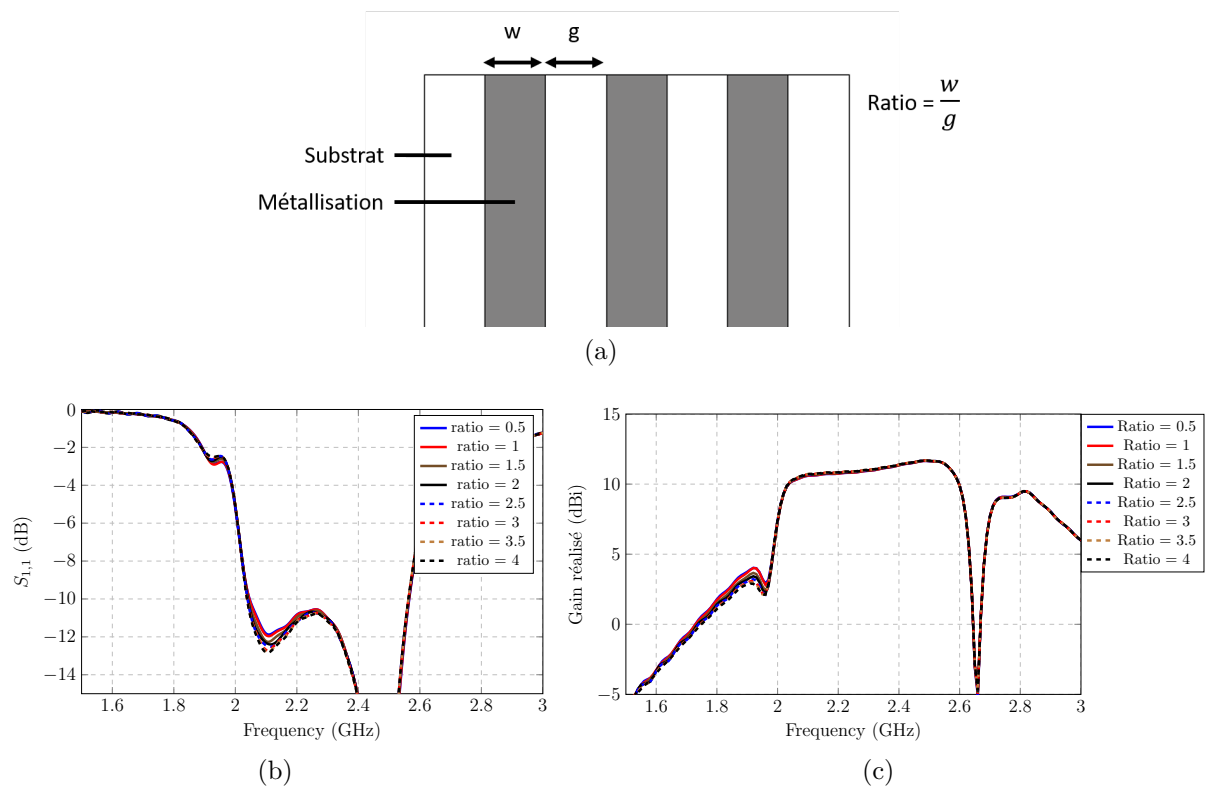 w g
Ratio = w/g
Substrat
Métallisation
(a)
0
−2
−4
−6
−8
−10
−12
−14
S1,1 (dB)
1.6 1.8 2 2.2 2.4 2.6 2.8 3
Frequency (GHz)
ratio = 0.5
ratio = 1
ratio = 1.5
ratio = 2
ratio = 2.5
ratio = 3
ratio = 3.5
ratio = 4
(b)
15
10
5
0
−5
Gain réalisé (dBi)
1.6 1.8 2 2.2 2.4 2.6 2.8 3
Frequency (GHz)
Ratio = 0.5
Ratio = 1
Ratio = 1.5
Ratio = 2
Ratio = 2.5
Ratio = 3
Ratio = 3.5
Ratio = 4
(c)